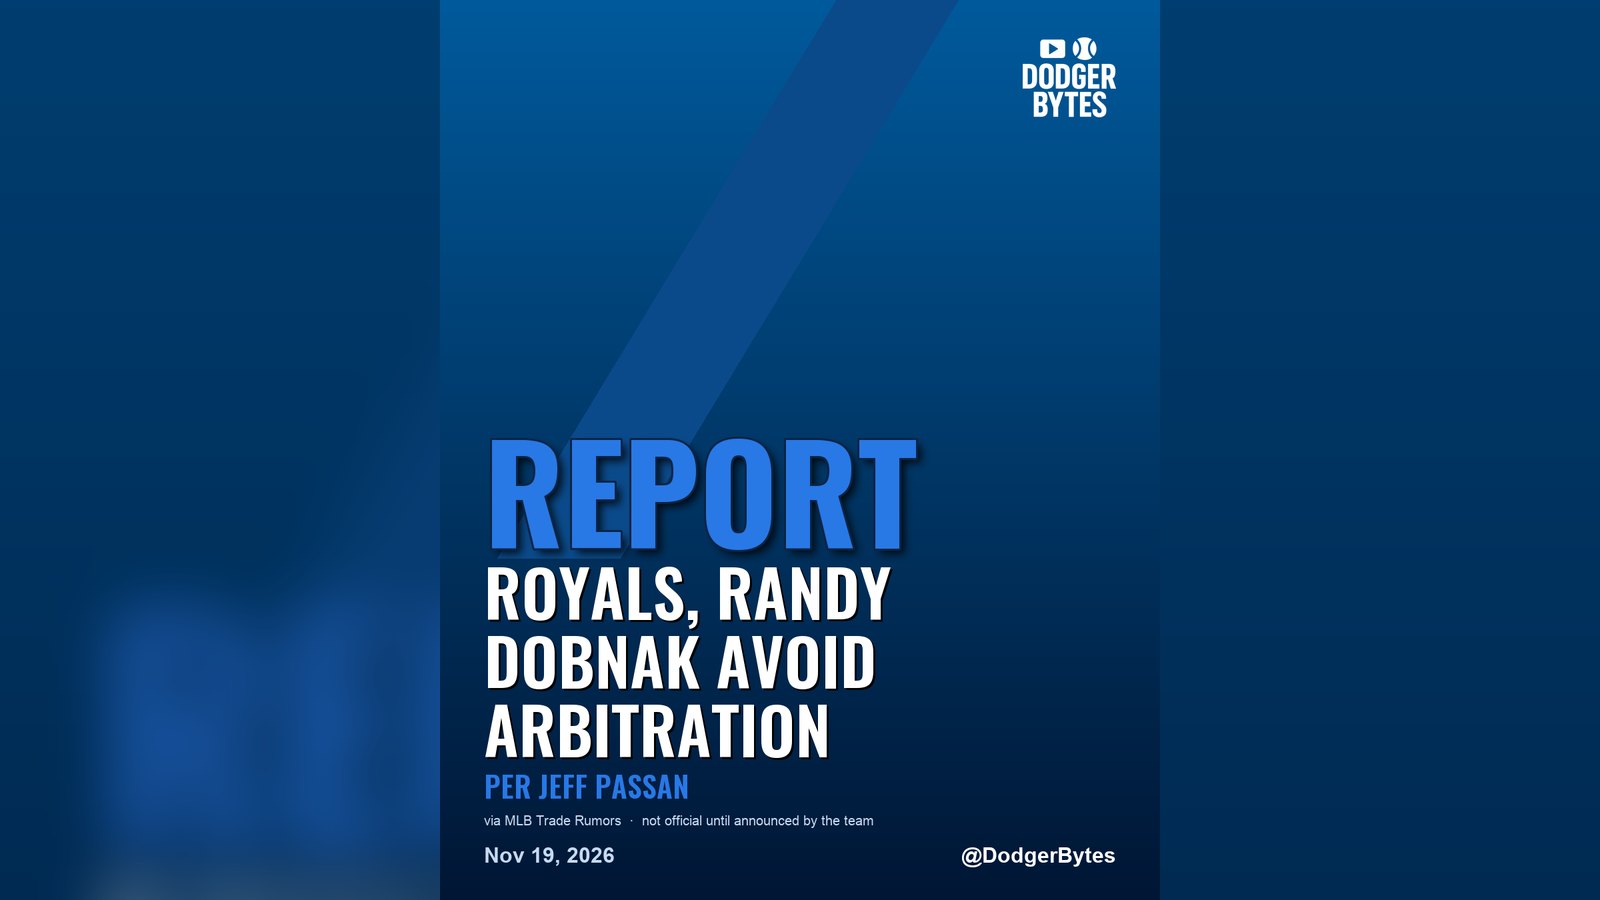 DODGER
BYTES
REPORT
ROYALS, RANDY
DOBNAK AVOID
ARBITRATION
PER JEFF PASSAN
via MLB Trade Rumors · not official until announced by the team
Nov 19, 2026
@DodgerBytes